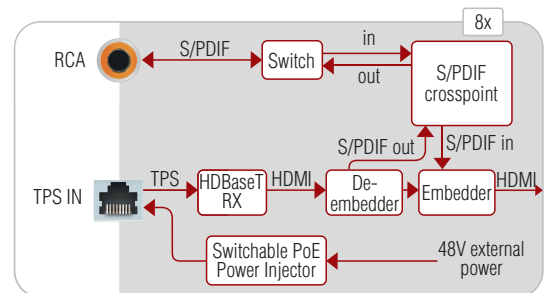 8x
RCA
S/PDIF
Switch
in
out
S/PDIF
crosspoint
S/PDIF out
S/PDIF in
TPS IN
TPS
HDBaseT
RX
HDMI
De-
embedder
Embedder
HDMI
Switchable PoE
Power Injector
48V external
power